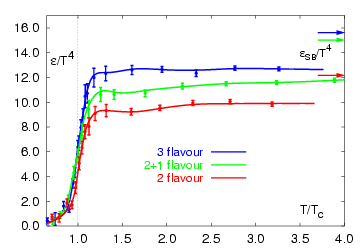 16.0
14.0
12.0
10.0
8.0
6.0
4.0
2.0
0.0
ε/T⁴
ε_SB/T⁴
3 flavour
2+1 flavour
2 flavour
T/T_c
1.0 1.5 2.0 2.5 3.0 3.5 4.0